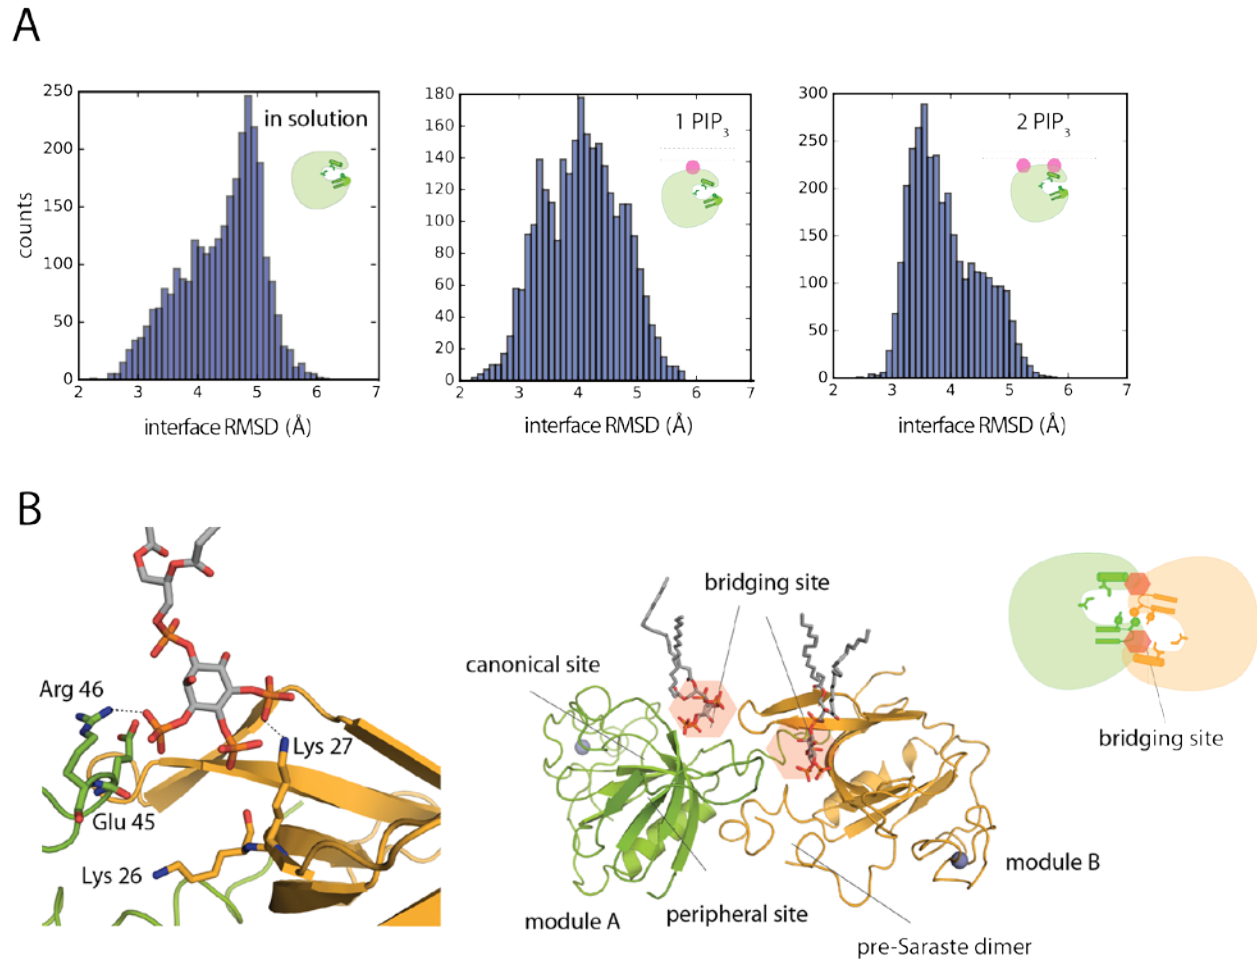 A
in solution
250
200
150
100
50
0
counts
2 3 4 5 6 7
interface RMSD (Å)
1 PIP3
180
160
140
120
100
80
60
40
20
0
2 3 4 5 6 7
interface RMSD (Å)
2 PIP3
300
250
200
150
100
50
0
2 3 4 5 6 7
interface RMSD (Å)
B
Arg 46
Lys 27
Glu 45
Lys 26
bridging site
canonical site
module A
peripheral site
module B
pre-Saraste dimer
bridging site